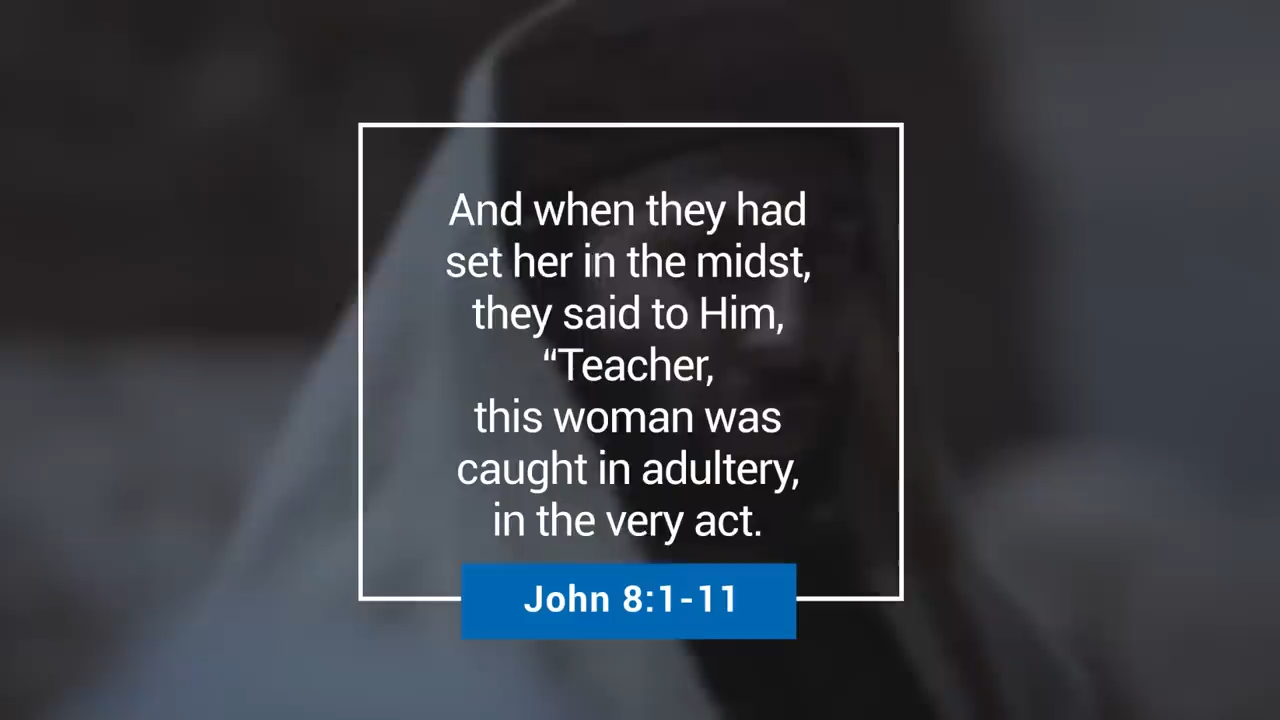 And when they had
set her in the midst,
they said to Him,
“Teacher,
this woman was
caught in adultery,
in the very act.
John 8:1-11